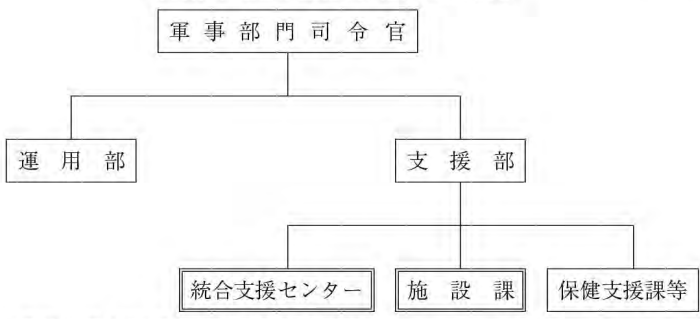 軍事部門司令官
運用部
支援部
統合支援センター
施設課
保健支援課等